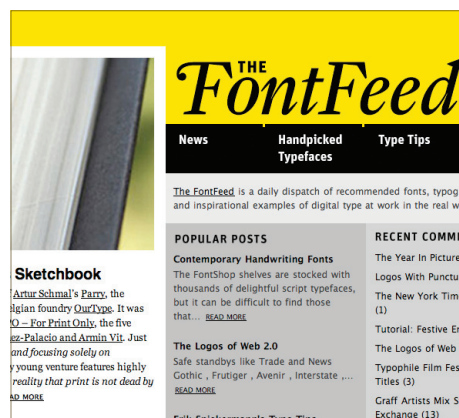 THE
FontFeed
News
Handpicked
Typefaces
Type Tips
The FontFeed is a daily dispatch of recommended fonts, typog
and inspirational examples of digital type at work in the real w
Sketchbook
Artur Schmal's Parry, the
elgian foundry OurType. It was
O – For Print Only, the five
ez-Palacio and Armin Vit. Just
and focusing solely on
y young venture features highly
reality that print is not dead by
AD MORE
POPULAR POSTS
Contemporary Handwriting Fonts
The FontShop shelves are stocked with
thousands of delightful script typefaces,
but it can be difficult to find those
that... READ MORE
The Logos of Web 2.0
Safe standbys like Trade and News
Gothic , Frutiger , Avenir , Interstate ,...
READ MORE
Erik Spiekermann's Type Tips
RECENT COMM
The Year In Picture
Logos With Punctu
The New York Tim
(1)
Tutorial: Festive Er
The Logos of Web
Typophile Film Fes
Titles (3)
Graff Artists Mix S
Exchange (13)